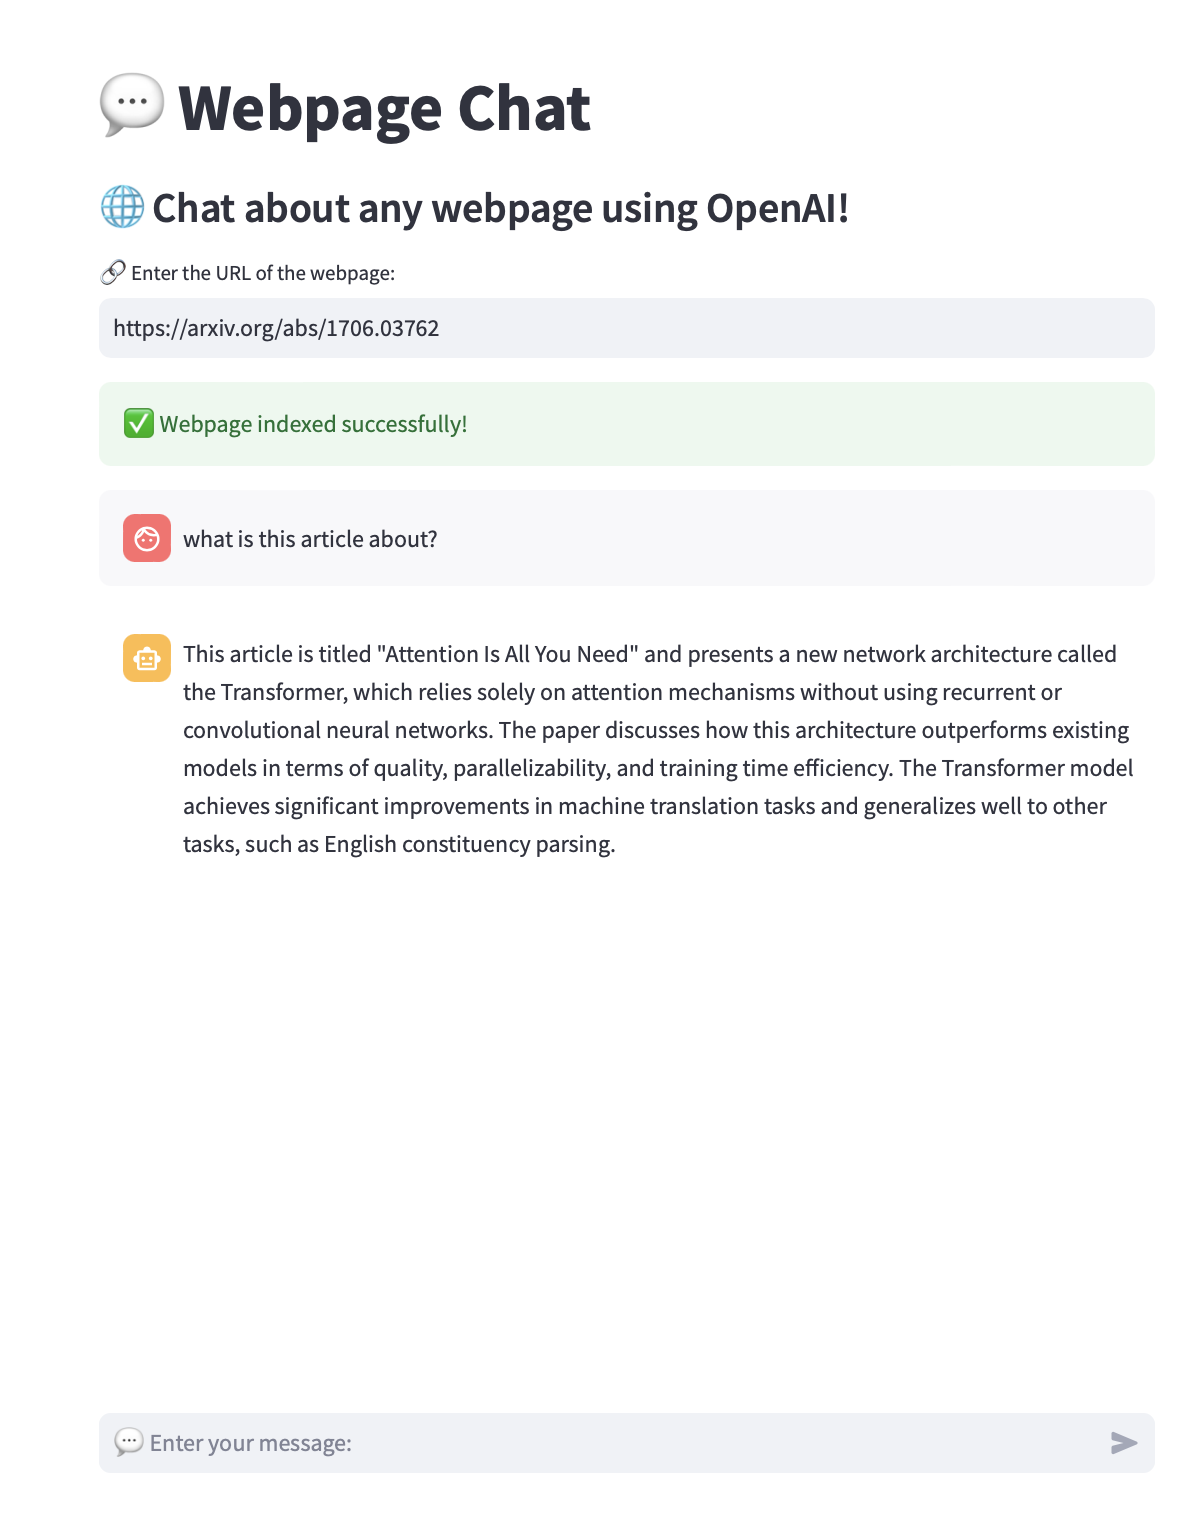 Webpage Chat
Chat about any webpage using OpenAI!
Enter the URL of the webpage:
https://arxiv.org/abs/1706.03762
Webpage indexed successfully!
what is this article about?
This article is titled "Attention Is All You Need" and presents a new network architecture called
the Transformer, which relies solely on attention mechanisms without using recurrent or
convolutional neural networks. The paper discusses how this architecture outperforms existing
models in terms of quality, parallelizability, and training time efficiency. The Transformer model
achieves significant improvements in machine translation tasks and generalizes well to other
tasks, such as English constituency parsing.
Enter your message: